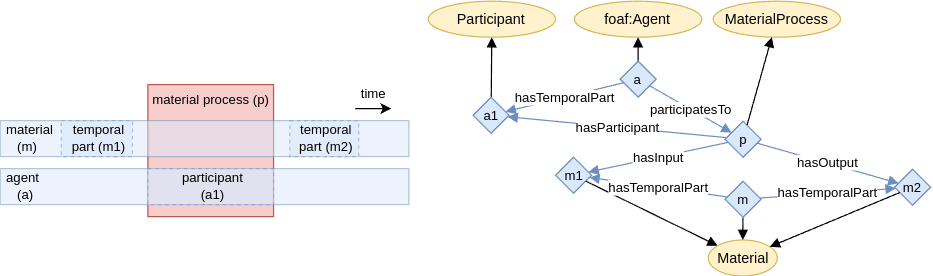 material process (p)
time
material
(m)
temporal
part (m1)
temporal
part (m2)
agent
(a)
participant
(a1)
Participant
foaf:Agent
MaterialProcess
a
hasTemporalPart
participatesTo
a1
hasParticipant
p
hasInput
hasOutput
m1
hasTemporalPart
m
hasTemporalPart
m2
Material